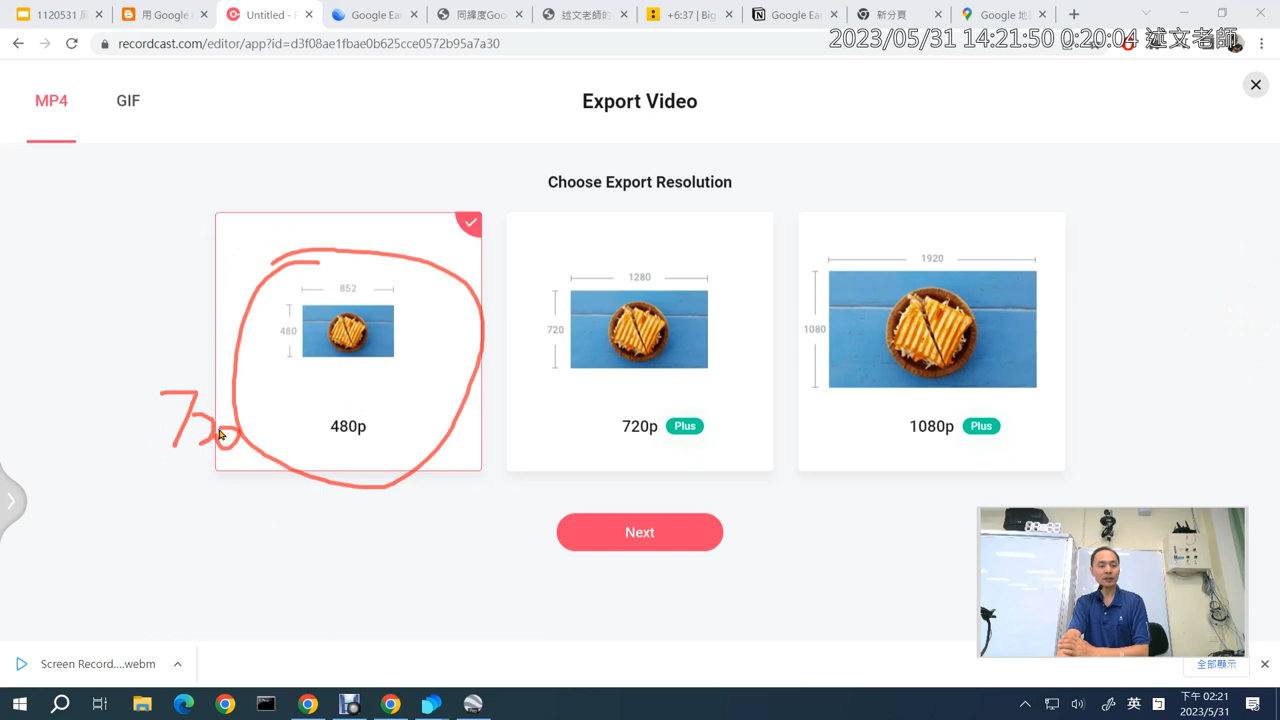 1120531 展
用 Google
Untitled - R
Google Ea
同緯度Goo
述文老師的
+6:37 | Big
Google Ea
新分頁
Google 地
recordcast.com/editor/app?id=d3f08ae1fbae0b625cce0572b95a7a30
2023/05/31 14:21:50 0:20:04 述文老師
MP4 GIF Export Video
Choose Export Resolution
852
480
480p
1280
720
720p Plus
1920
1080
1080p Plus
720
Next
Screen Record....webm
全部顯示
英
下午 02:21
2023/5/31